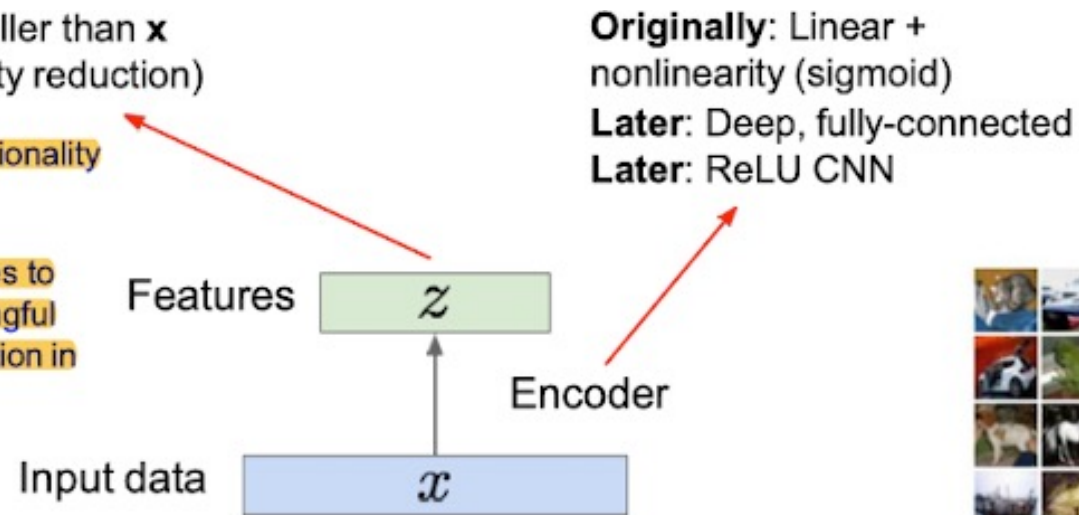 ller than x
ty reduction)
ionality
s to
ngful
ion in
Originally: Linear +
nonlinearity (sigmoid)
Later: Deep, fully-connected
Later: ReLU CNN
Features
z
Encoder
Input data
x